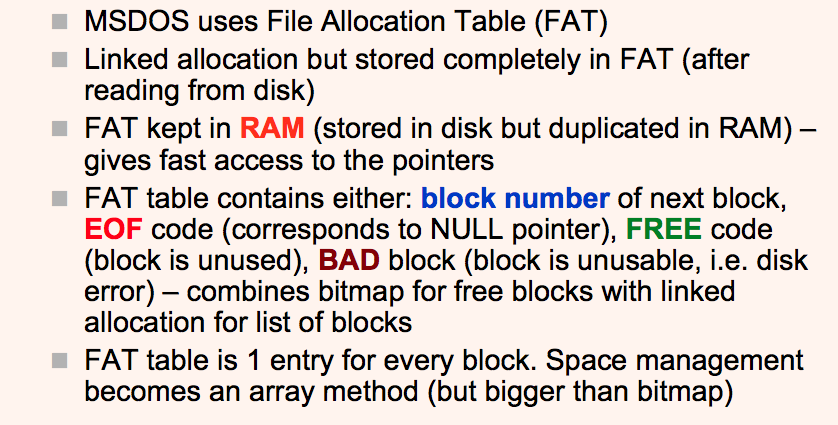 MSDOS uses File Allocation Table (FAT)
Linked allocation but stored completely in FAT (after
reading from disk)
FAT kept in RAM (stored in disk but duplicated in RAM) –
gives fast access to the pointers
FAT table contains either: block number of next block,
EOF code (corresponds to NULL pointer), FREE code
(block is unused), BAD block (block is unusable, i.e. disk
error) – combines bitmap for free blocks with linked
allocation for list of blocks
FAT table is 1 entry for every block. Space management
becomes an array method (but bigger than bitmap)